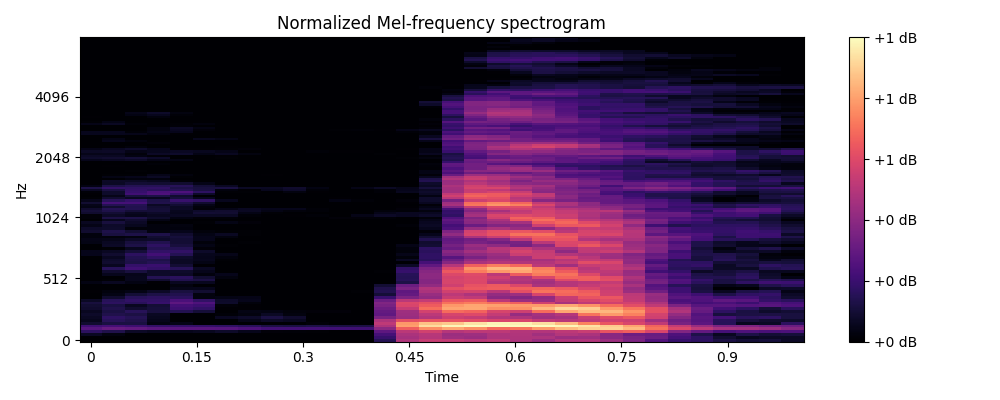 Normalized Mel-frequency spectrogram
Hz
4096
2048
1024
512
0
0 0.15 0.3 0.45 0.6 0.75 0.9
Time
+1 dB
+1 dB
+1 dB
+0 dB
+0 dB
+0 dB